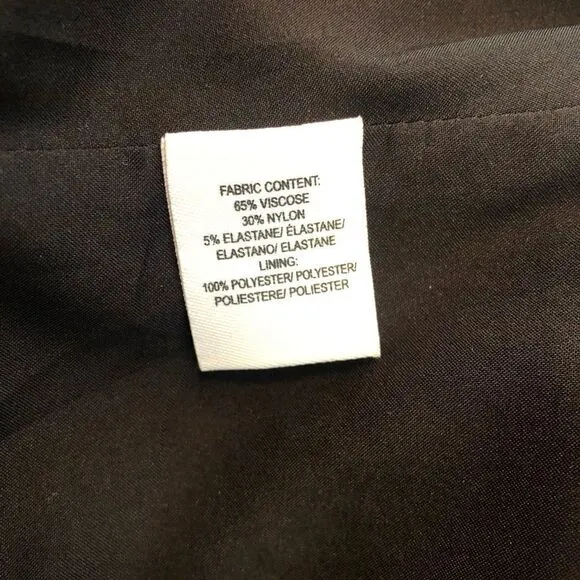 FABRIC CONTENT:
65% VISCOSE
30% NYLON
5% ELASTANE/ ÉLASTANE/
ELASTANO/ ELASTANE
LINING:
100% POLYESTER/ POLYESTER/
POLIESTERE/ POLIESTER